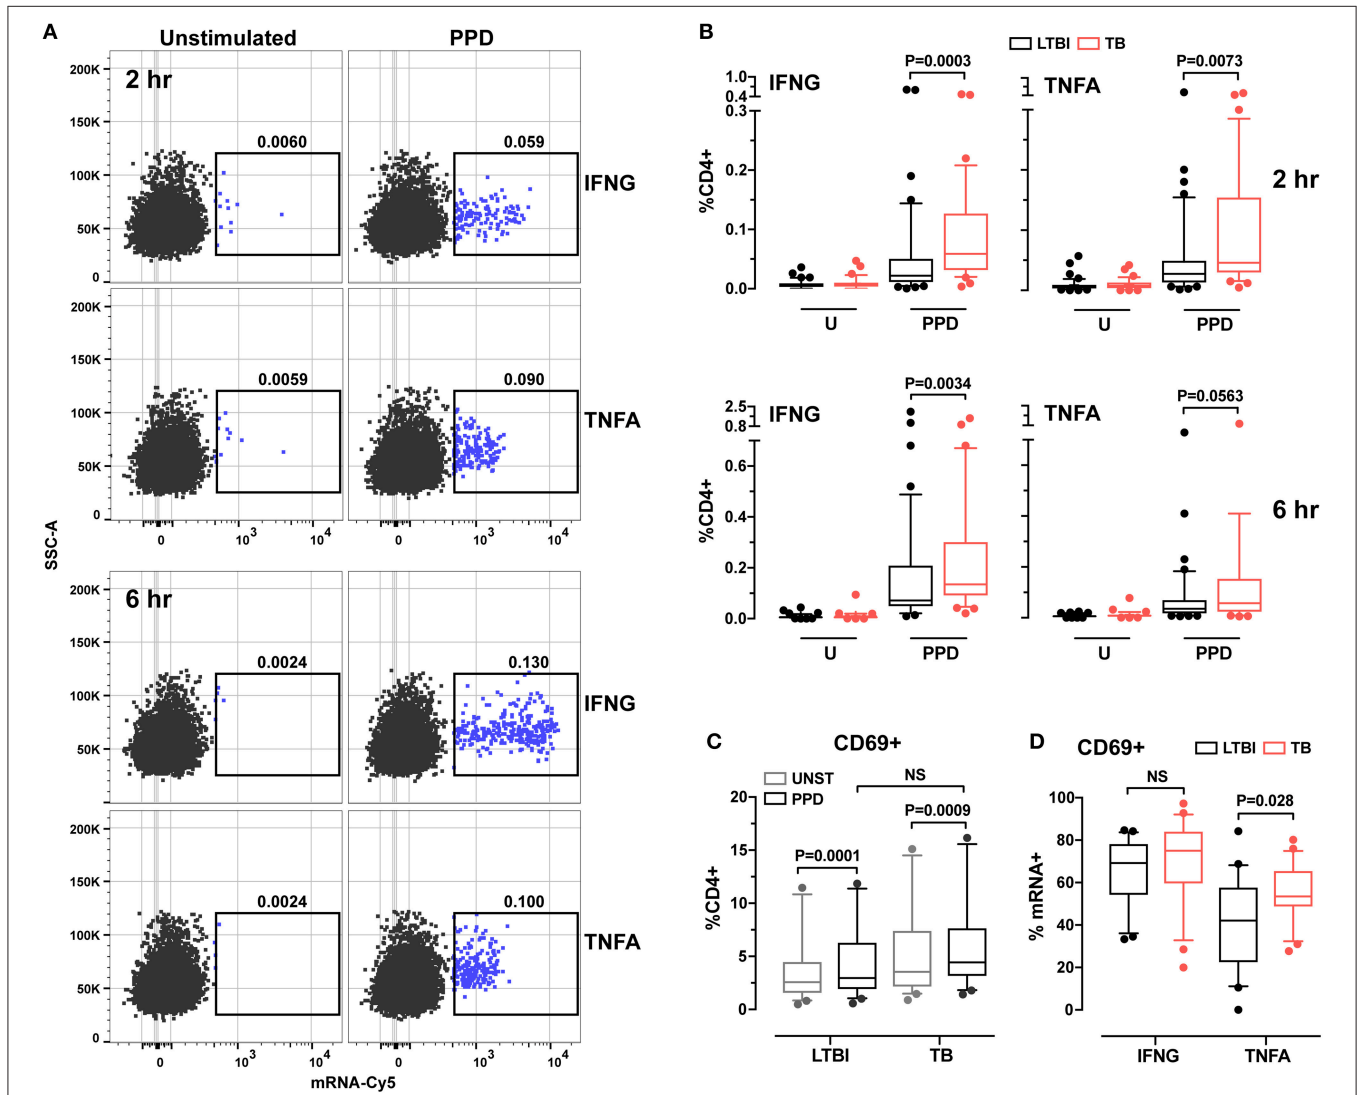 A
Unstimulated
PPD
2 hr
200K
150K
100K
50K
0
0.0060
0.059
IFNG
200K
150K
100K
50K
0
0.0059
0.090
TNFA
0 10³ 10⁴
0 10³ 10⁴
SSC-A
6 hr
200K
150K
100K
50K
0.0024
0.130
IFNG
200K
150K
100K
50K
0
0.0024
0.100
TNFA
0 10³ 10⁴
0 10³ 10⁴
mRNA-Cy5
B
LTBI TB
IFNG
P=0.0003
1.0
0.4
0.3
0.2
0.1
0.0
%CD4+
U PPD
TNFA
P=0.0073
2 hr
U PPD
IFNG
P=0.0034
2.5
0.8
0.6
0.4
0.2
0.0
%CD4+
U PPD
TNFA
P=0.0563
6 hr
U PPD
C
CD69+
UNST
PPD
NS
P=0.0009
P=0.0001
20
15
10
5
0
%CD4+
LTBI TB
D
CD69+
LTBI TB
NS
P=0.028
100
80
60
40
20
0
% mRNA+
IFNG TNFA